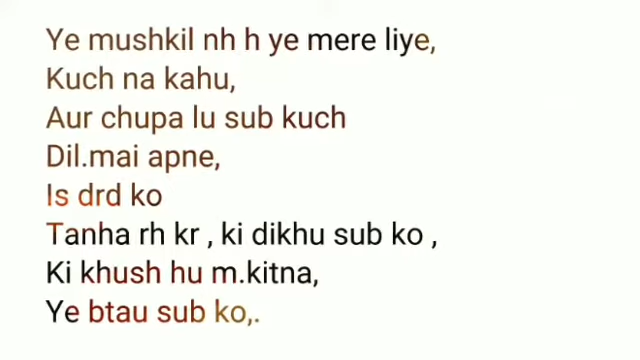 Ye mushkil nh h ye mere liye,
Kuch na kahu,
Aur chupa lu sub kuch
Dil.mai apne,
Is drd ko
Tanha rh kr , ki dikhu sub ko ,
Ki khush hu m.kitna,
Ye btau sub ko,.